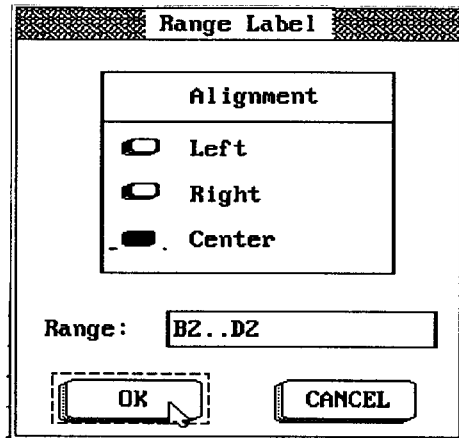 Range Label
Alignment
Left
Right
Center
Range: B2..D2
OK CANCEL